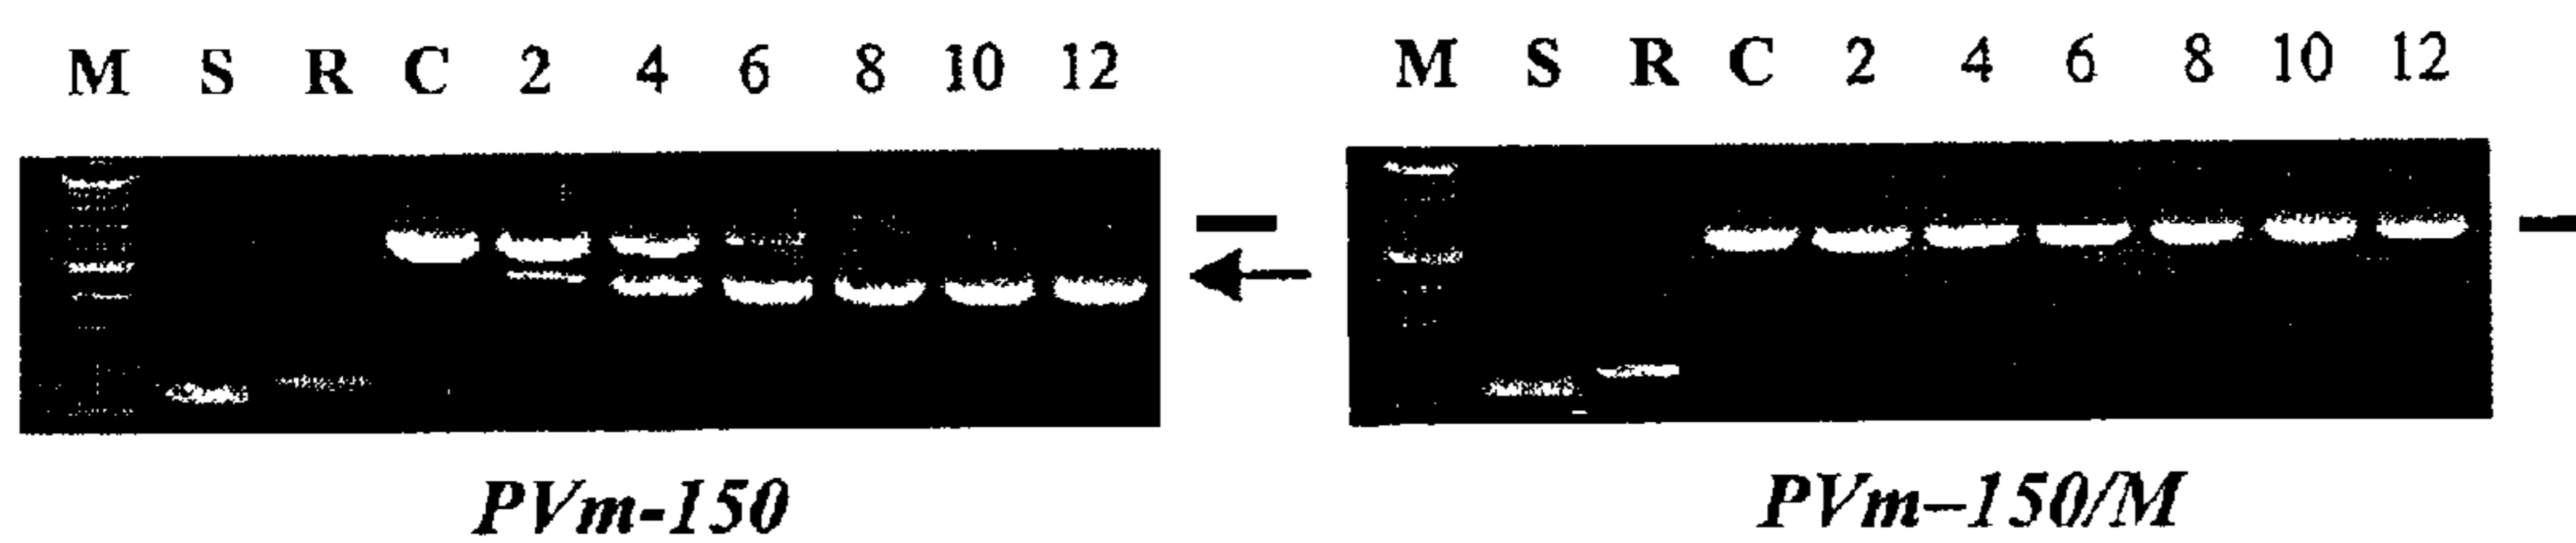 M S R C 2 4 6 8 10 12 M S R C 2 4 6 8 10 12
PVm-150 PVm–150/M